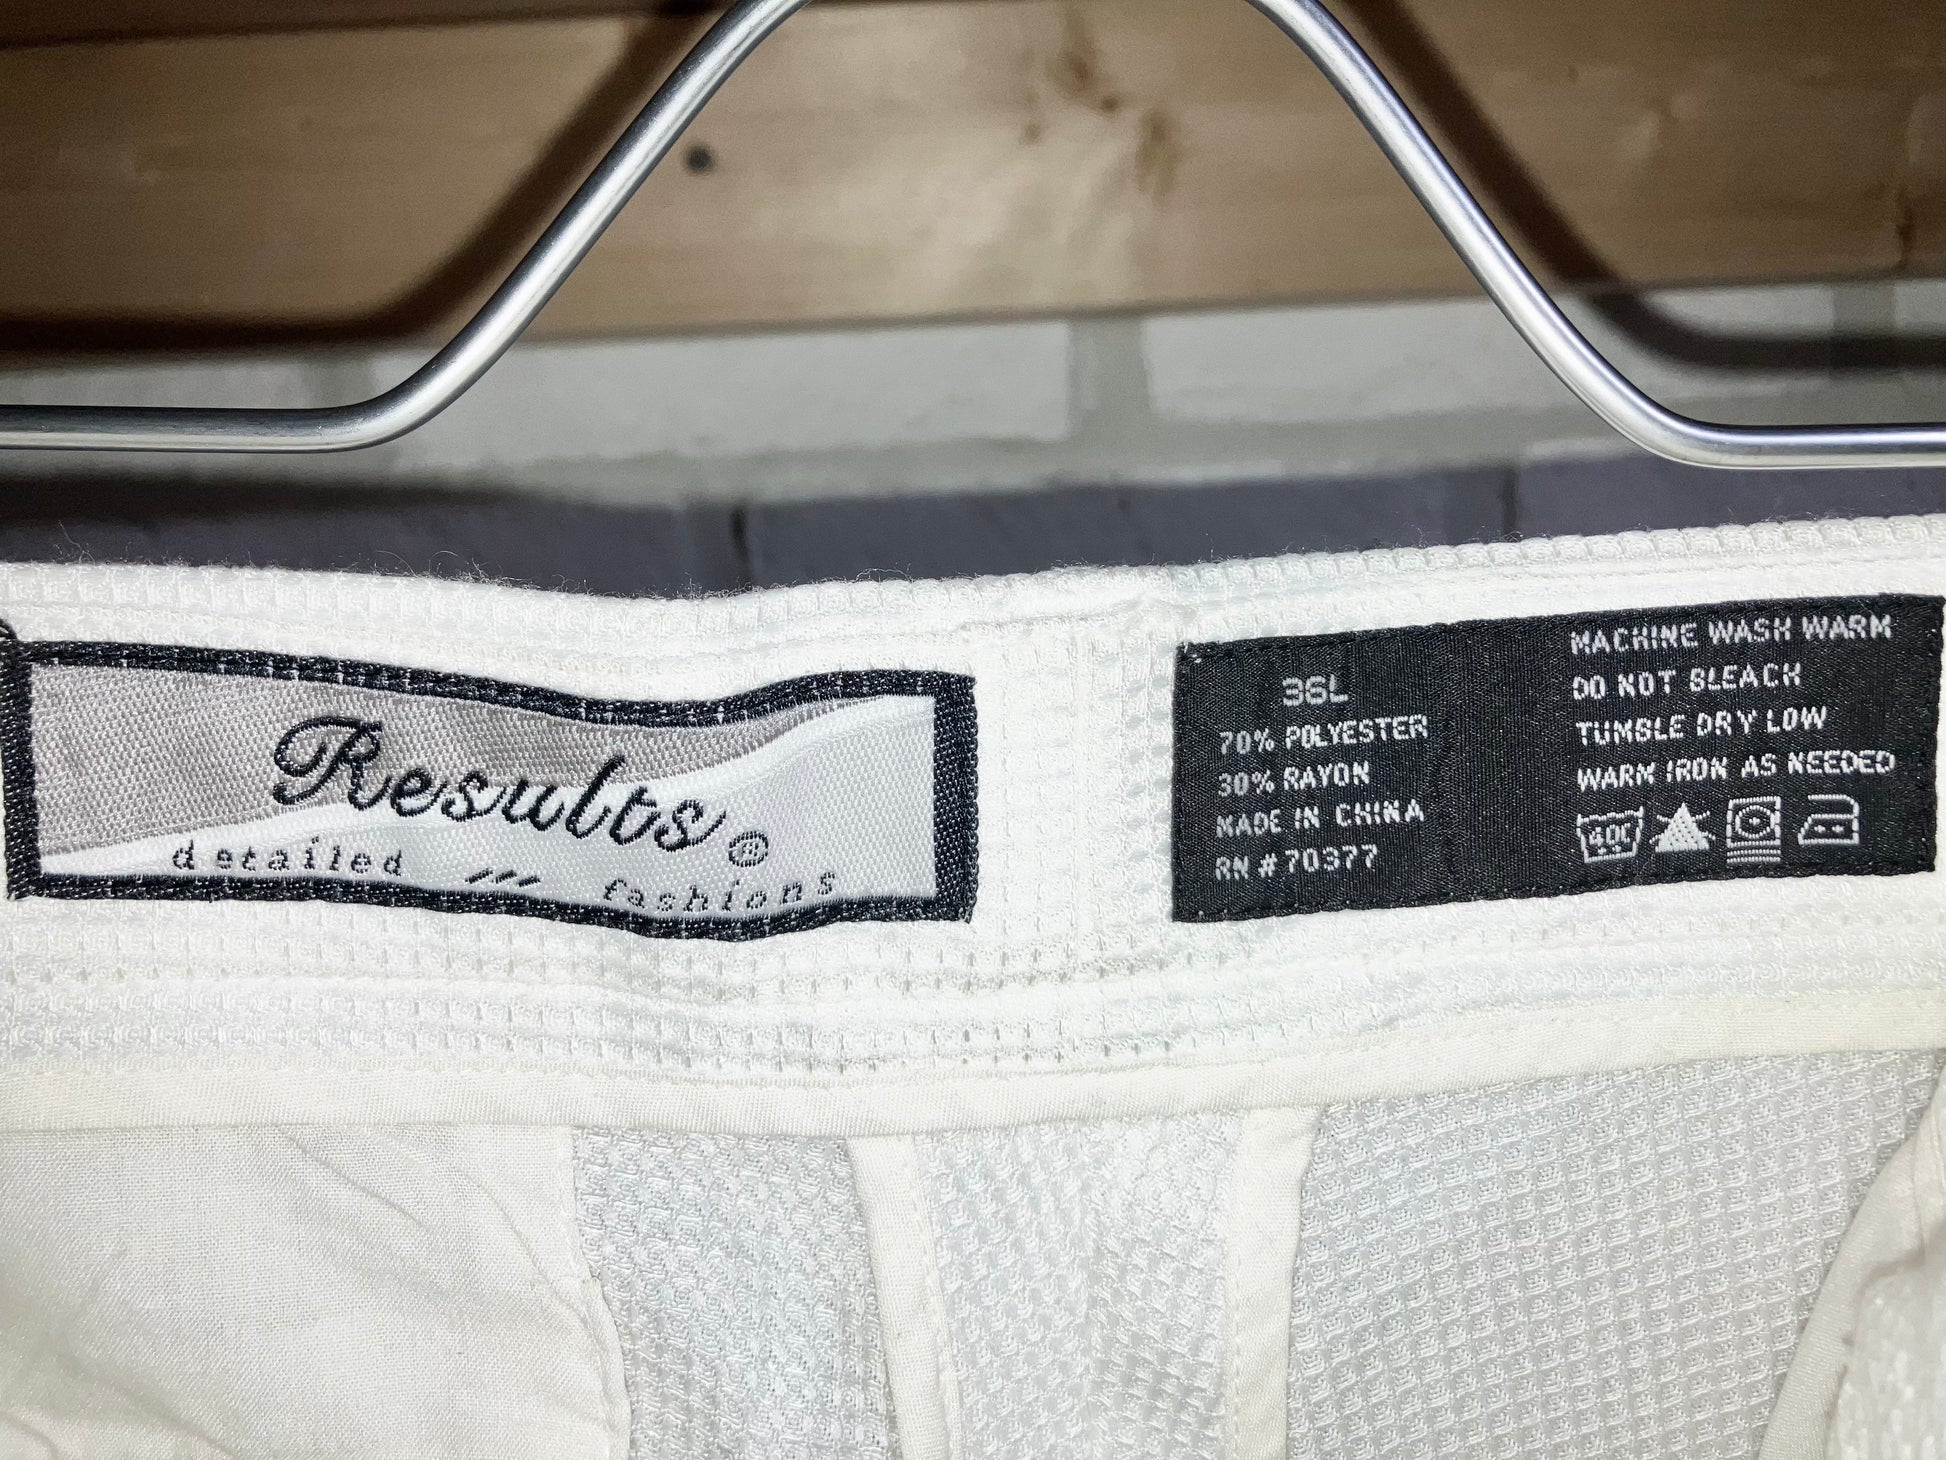 Results®
detailed /// fashions
36L
70% POLYESTER
30% RAYON
MADE IN CHINA
RN # 70377
MACHINE WASH WARM
DO NOT BLEACH
TUMBLE DRY LOW
WARM IRON AS NEEDED
40C